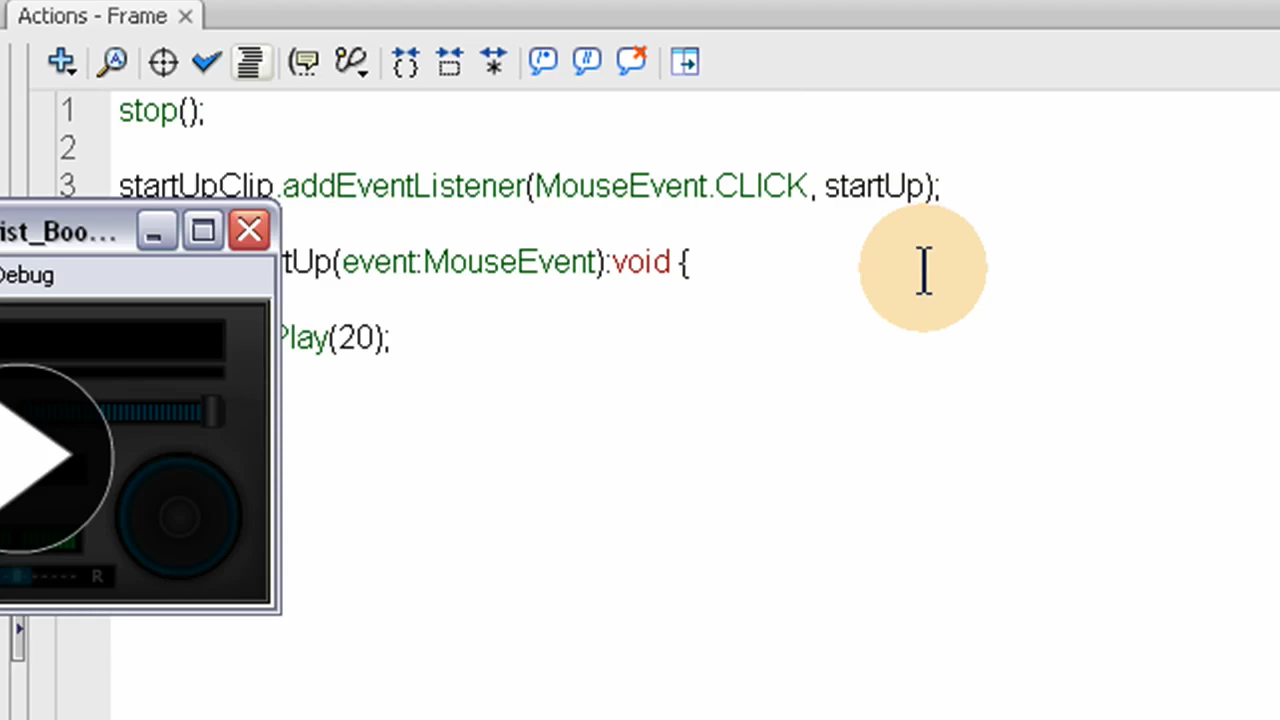 Actions - Frame
1 stop();
2
3 startUpClip.addEventListener(MouseEvent.CLICK, startUp);
ist_Boo...
tUp(event:MouseEvent):void {
Debug
Play(20);
R